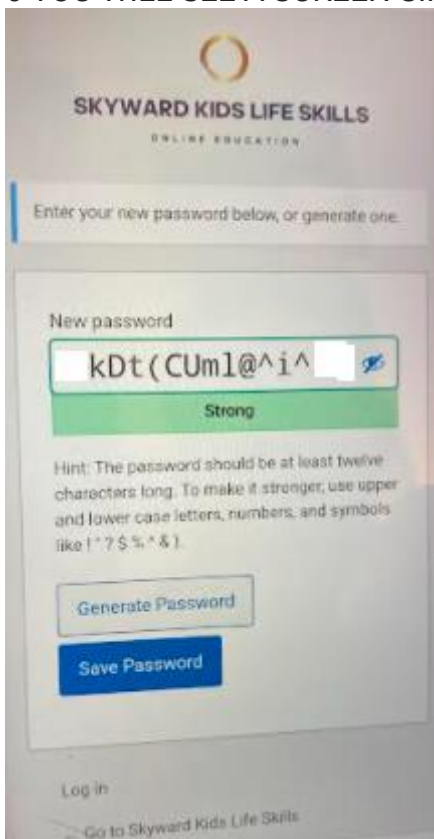 SKYWARD KIDS LIFE SKILLS
ONLINE EDUCATION
Enter your new password below, or generate one.
New password
kDt(CUml@^i^
Strong
Hint: The password should be at least twelve
characters long. To make it stronger, use upper
and lower case letters, numbers, and symbols
like ! " ? $ % ^ & ).
Generate Password
Save Password
Log in
Go to Skyward Kids Life Skills